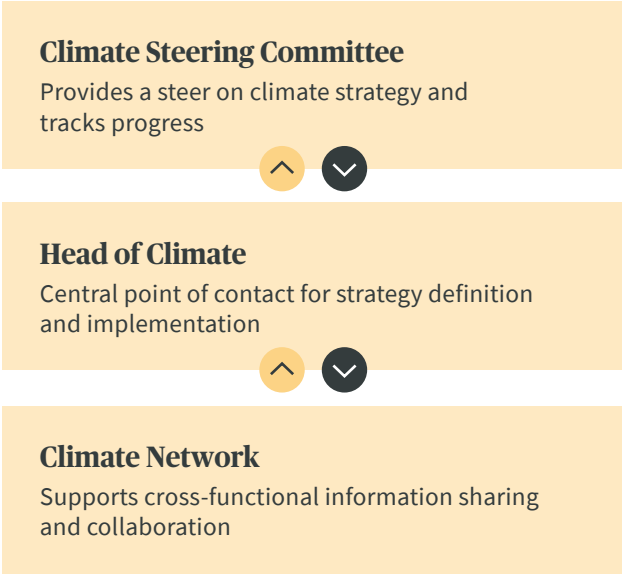 Climate Steering Committee
Provides a steer on climate strategy and
tracks progress
Head of Climate
Central point of contact for strategy definition
and implementation
Climate Network
Supports cross-functional information sharing
and collaboration